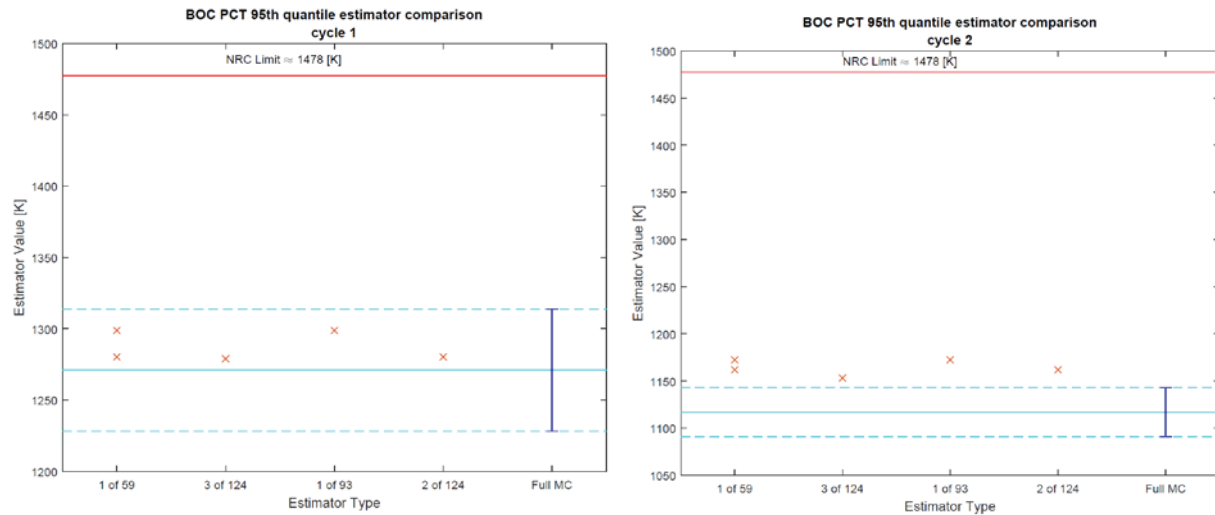 BOC PCT 95th quantile estimator comparison
cycle 1
NRC Limit ≈ 1478 [K]
1500
1450
1400
1350
1300
1250
1200
Estimator Value [K]
1 of 59
3 of 124
1 of 93
2 of 124
Full MC
Estimator Type
BOC PCT 95th quantile estimator comparison
cycle 2
NRC Limit ≈ 1478 [K]
1500
1450
1400
1350
1300
1250
1200
1150
1100
1050
Estimator Value [K]
1 of 59
3 of 124
1 of 93
2 of 124
Full MC
Estimator Type